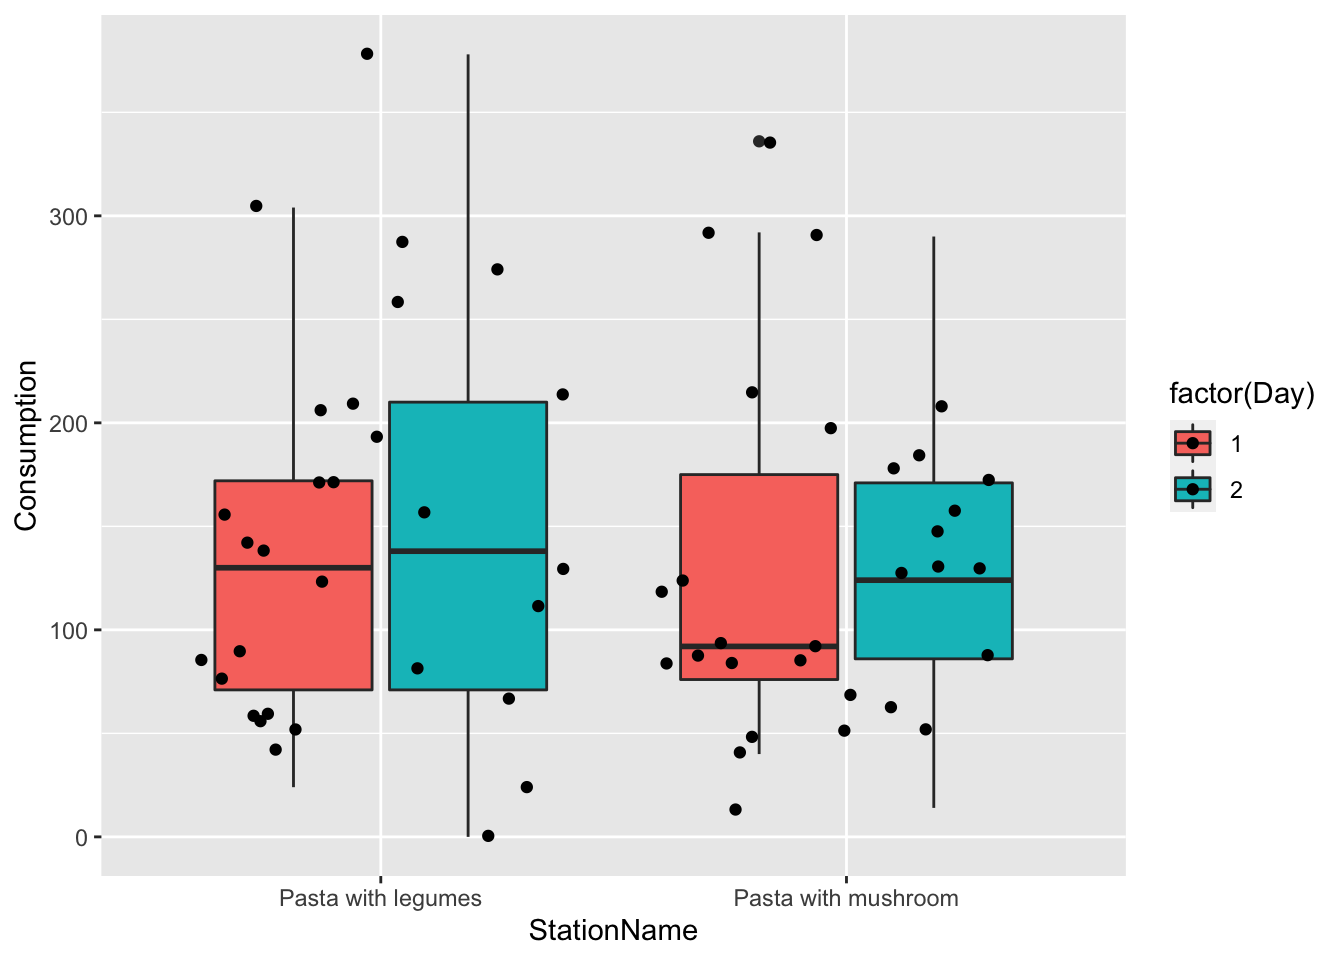 Consumption
300
200
100
0
Pasta with legumes
Pasta with mushroom
StationName
factor(Day)
1
2